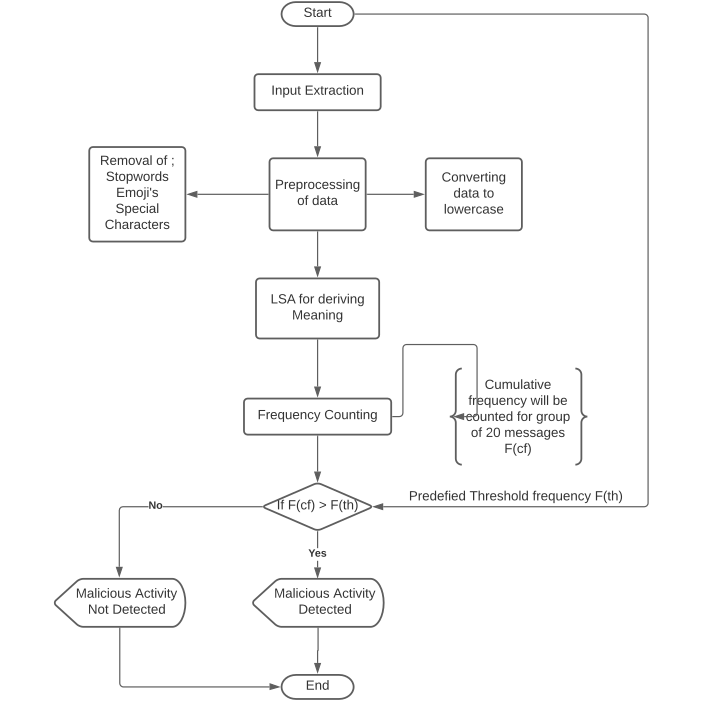 Start
Input Extraction
Removal of ;
Stopwords
Emoji's
Special
Characters
Preprocessing
of data
Converting
data to
lowercase
LSA for deriving
Meaning
Frequency Counting
Cumulative
frequency will be
counted for group
of 20 messages
F(cf)
Predefied Threshold frequency F(th)
If F(cf) > F(th)
No
Yes
Malicious Activity
Not Detected
Malicious Activity
Detected
End